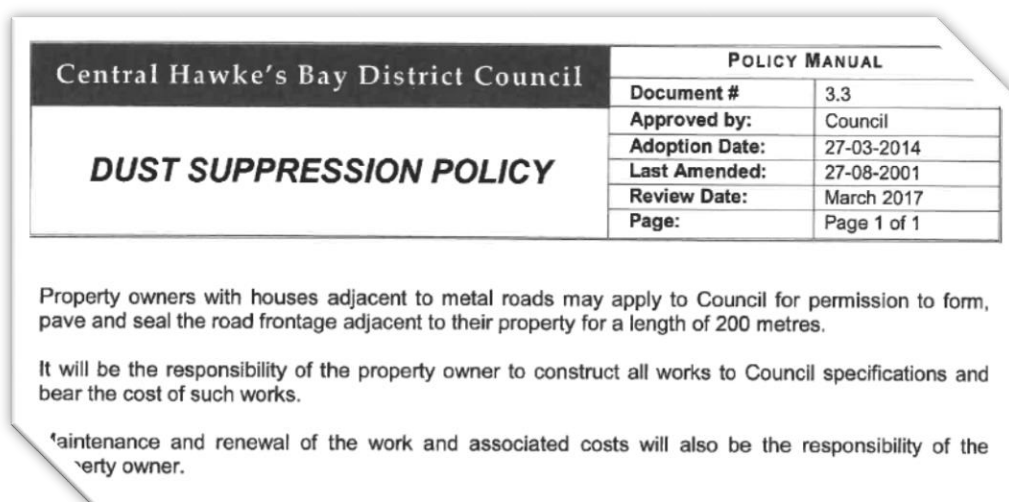 Central Hawke's Bay District Council
POLICY MANUAL
Document # 3.3
Approved by: Council
Adoption Date: 27-03-2014
Last Amended: 27-08-2001
Review Date: March 2017
Page: Page 1 of 1
DUST SUPPRESSION POLICY
Property owners with houses adjacent to metal roads may apply to Council for permission to form,
pave and seal the road frontage adjacent to their property for a length of 200 metres.
It will be the responsibility of the property owner to construct all works to Council specifications and
bear the cost of such works.
aintenance and renewal of the work and associated costs will also be the responsibility of the
erty owner.